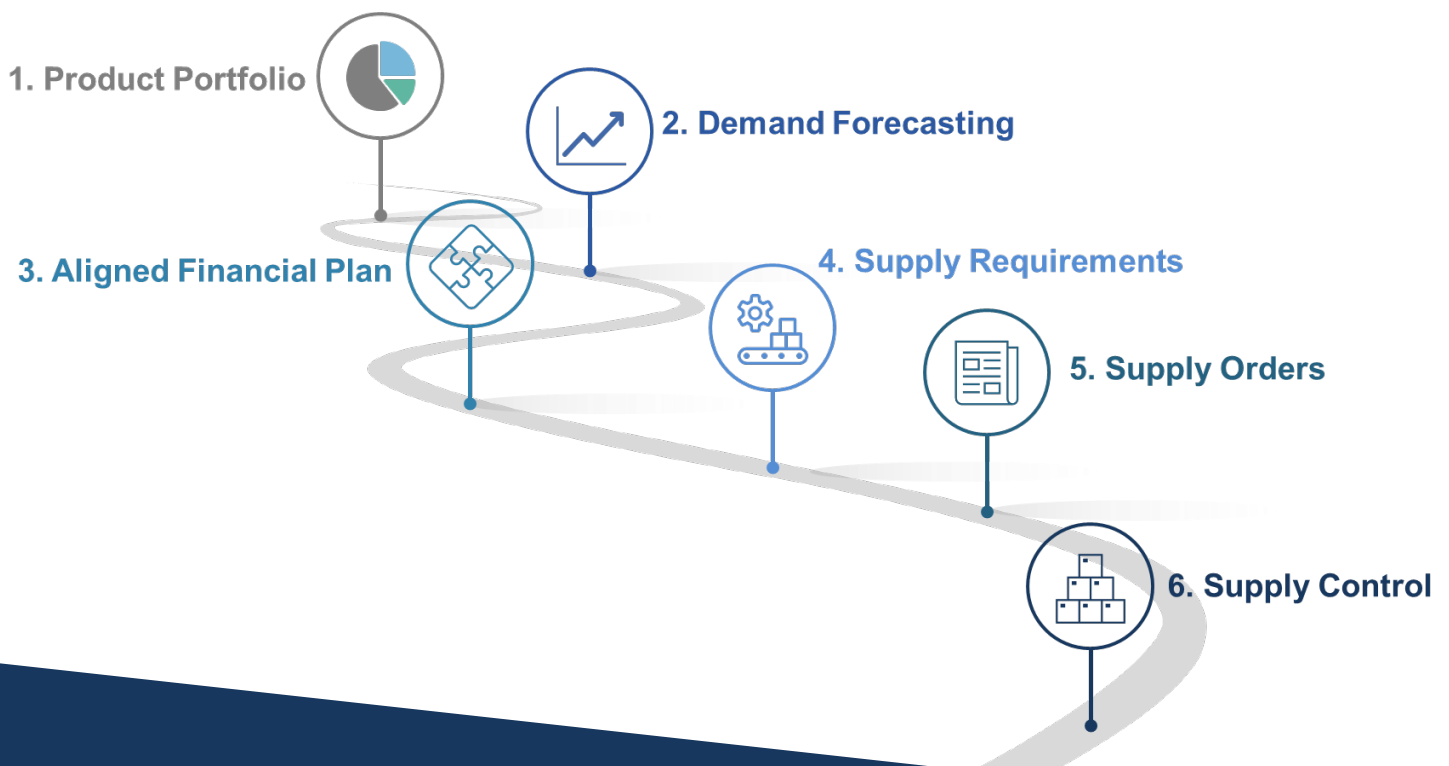 1. Product Portfolio
2. Demand Forecasting
3. Aligned Financial Plan
4. Supply Requirements
5. Supply Orders
6. Supply Control